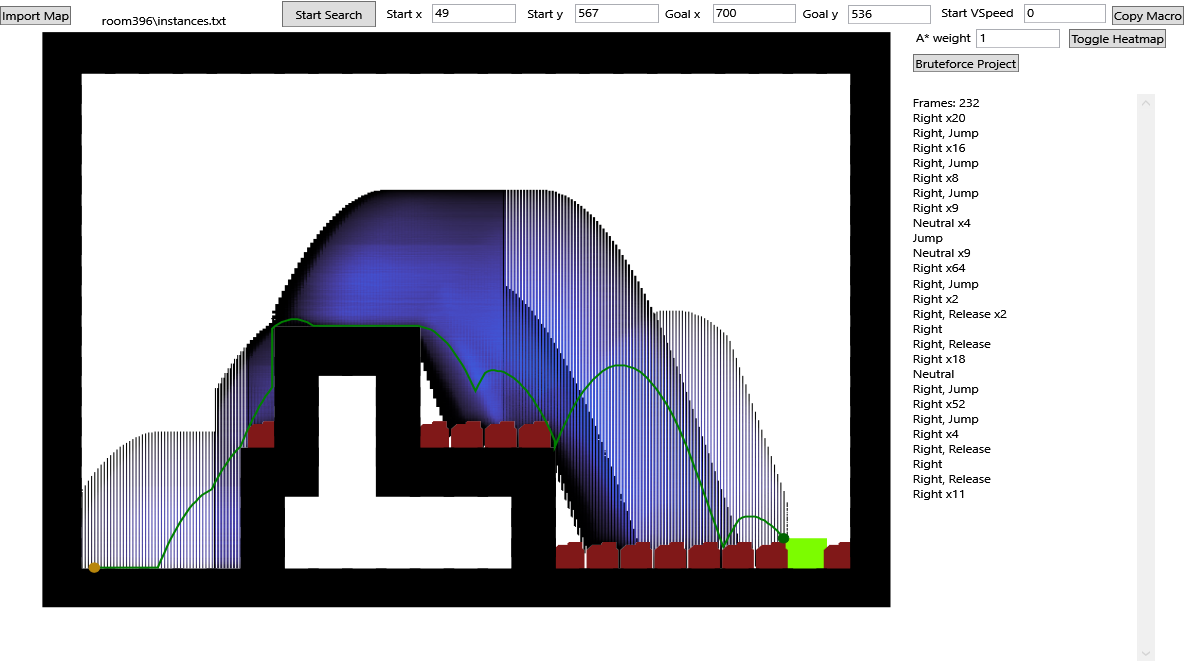 Import Map room396\instances.txt Start Search Start x 49 Start y 567 Goal x 700 Goal y 536 Start VSpeed 0 Copy Macro
A* weight 1 Toggle Heatmap
Bruteforce Project
Frames: 232
Right x20
Right, Jump
Right x16
Right, Jump
Right x8
Right, Jump
Right x9
Neutral x4
Jump
Neutral x9
Right x64
Right, Jump
Right x2
Right, Release x2
Right
Right, Release
Right x18
Neutral
Right, Jump
Right x52
Right, Jump
Right x4
Right, Release
Right
Right, Release
Right x11